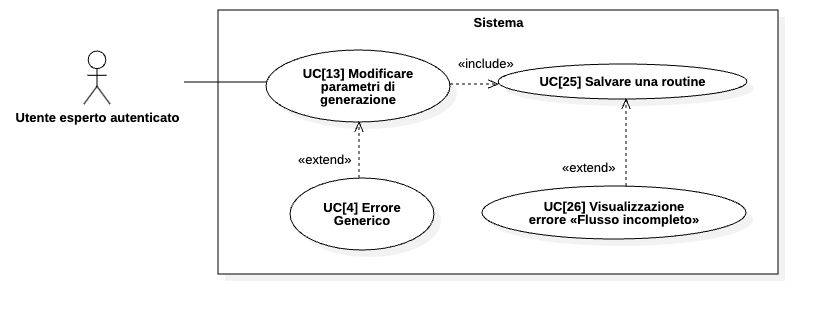 Sistema
«include»
UC[13] Modificare
parametri di
generazione
UC[25] Salvare una routine
Utente esperto autenticato
«extend»
«extend»
UC[4] Errore
Generico
UC[26] Visualizzazione
errore «Flusso incompleto»